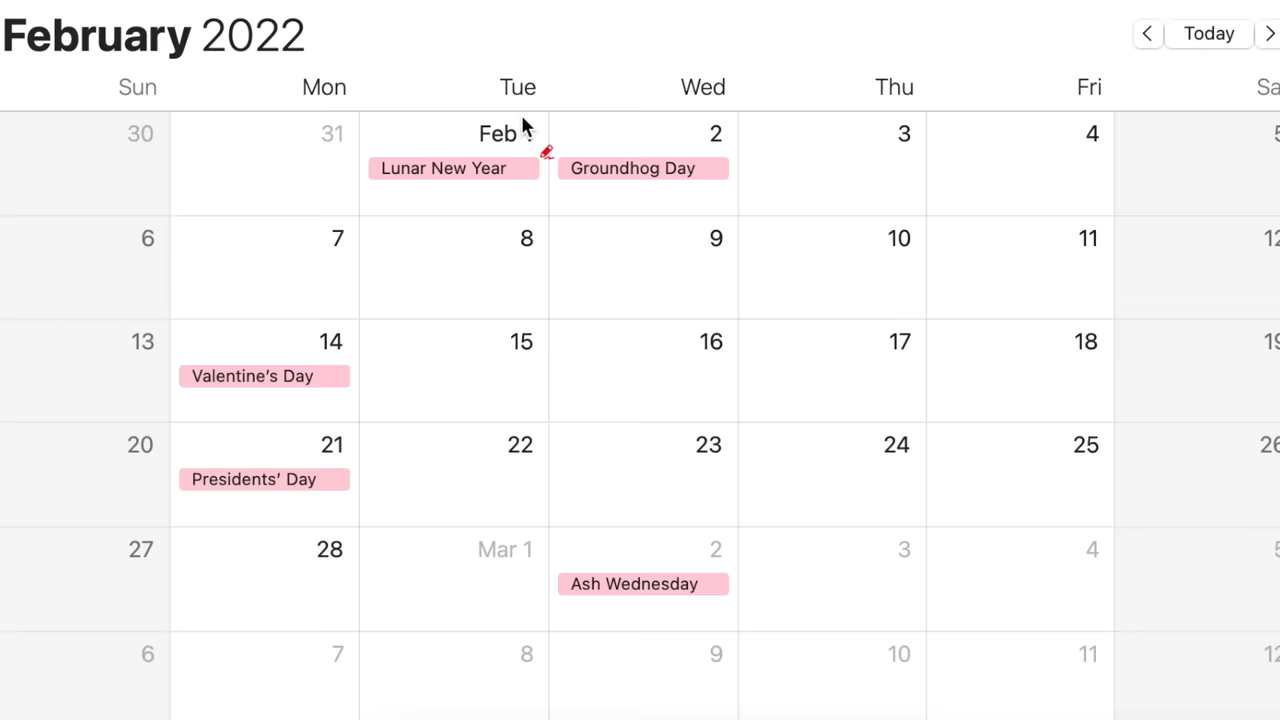 February 2022
Today
Sun Mon Tue Wed Thu Fri
30 31 Feb 2 3 4
Lunar New Year Groundhog Day
6 7 8 9 10 11
13 14 15 16 17 18
Valentine's Day
20 21 22 23 24 25
Presidents' Day
27 28 Mar 1 2 3 4
Ash Wednesday
6 7 8 9 10 11